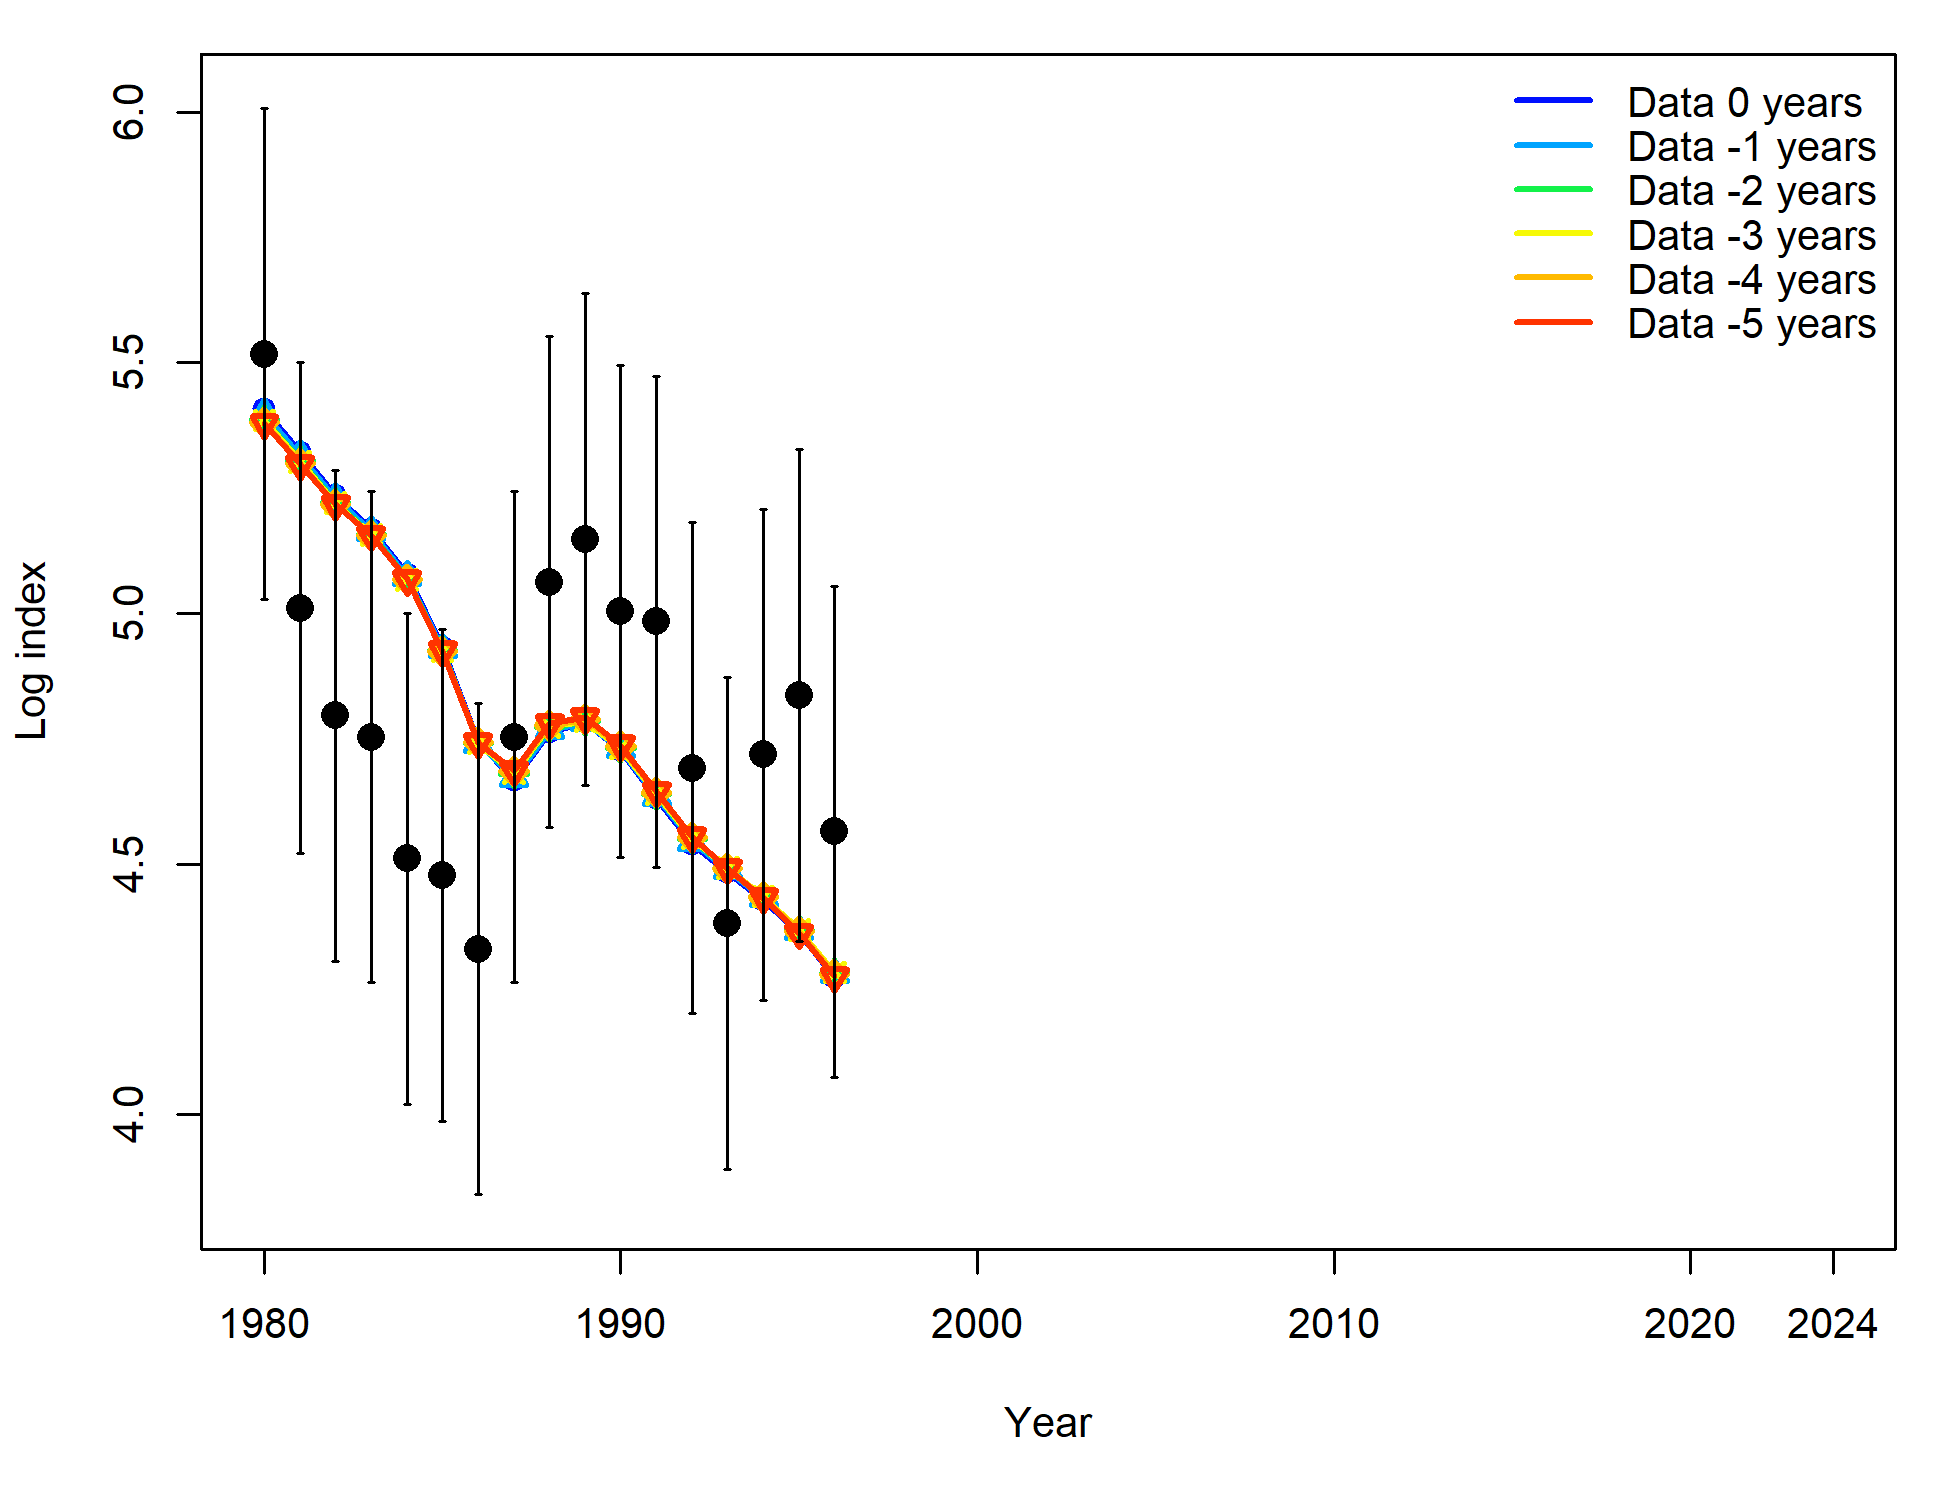 Data 0 years
Data -1 years
Data -2 years
Data -3 years
Data -4 years
Data -5 years
6.0
5.5
5.0
4.5
4.0
Log index
1980
1990
2000
2010
2020
2024
Year